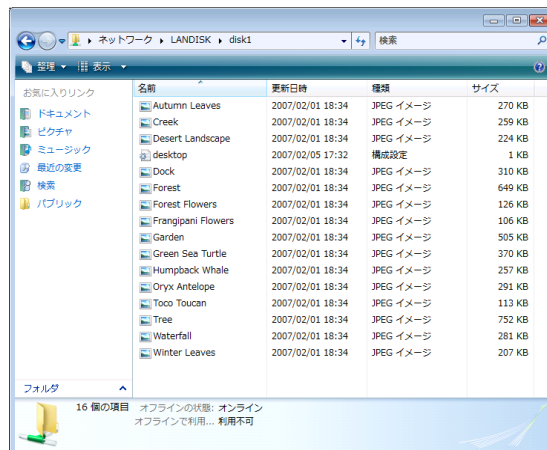 ネットワーク ▸ LANDISK ▸ disk1
検索
整理 表示
お気に入りリンク
ドキュメント
ピクチャ
ミュージック
最近の変更
検索
パブリック
フォルダ
名前 更新日時 種類 サイズ
Autumn Leaves 2007/02/01 18:34 JPEG イメージ 270 KB
Creek 2007/02/01 18:34 JPEG イメージ 259 KB
Desert Landscape 2007/02/01 18:34 JPEG イメージ 224 KB
desktop 2007/02/05 17:32 構成設定 1 KB
Dock 2007/02/01 18:34 JPEG イメージ 310 KB
Forest 2007/02/01 18:34 JPEG イメージ 649 KB
Forest Flowers 2007/02/01 18:34 JPEG イメージ 126 KB
Frangipani Flowers 2007/02/01 18:34 JPEG イメージ 106 KB
Garden 2007/02/01 18:34 JPEG イメージ 505 KB
Green Sea Turtle 2007/02/01 18:34 JPEG イメージ 370 KB
Humpback Whale 2007/02/01 18:34 JPEG イメージ 257 KB
Oryx Antelope 2007/02/01 18:34 JPEG イメージ 291 KB
Toco Toucan 2007/02/01 18:34 JPEG イメージ 113 KB
Tree 2007/02/01 18:34 JPEG イメージ 752 KB
Waterfall 2007/02/01 18:34 JPEG イメージ 281 KB
Winter Leaves 2007/02/01 18:34 JPEG イメージ 207 KB
16 個の項目 オフラインの状態: オンライン
オフラインで利用... 利用不可